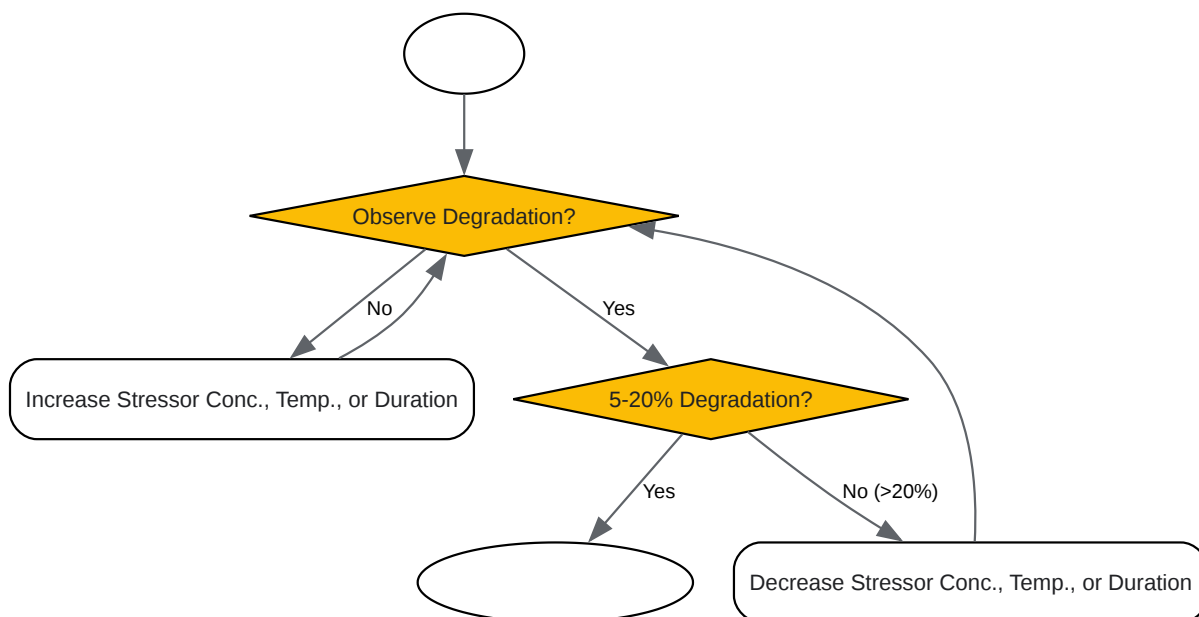 Observe Degradation?
No
Yes
Increase Stressor Conc., Temp., or Duration
5-20% Degradation?
Yes
No (>20%)
Decrease Stressor Conc., Temp., or Duration